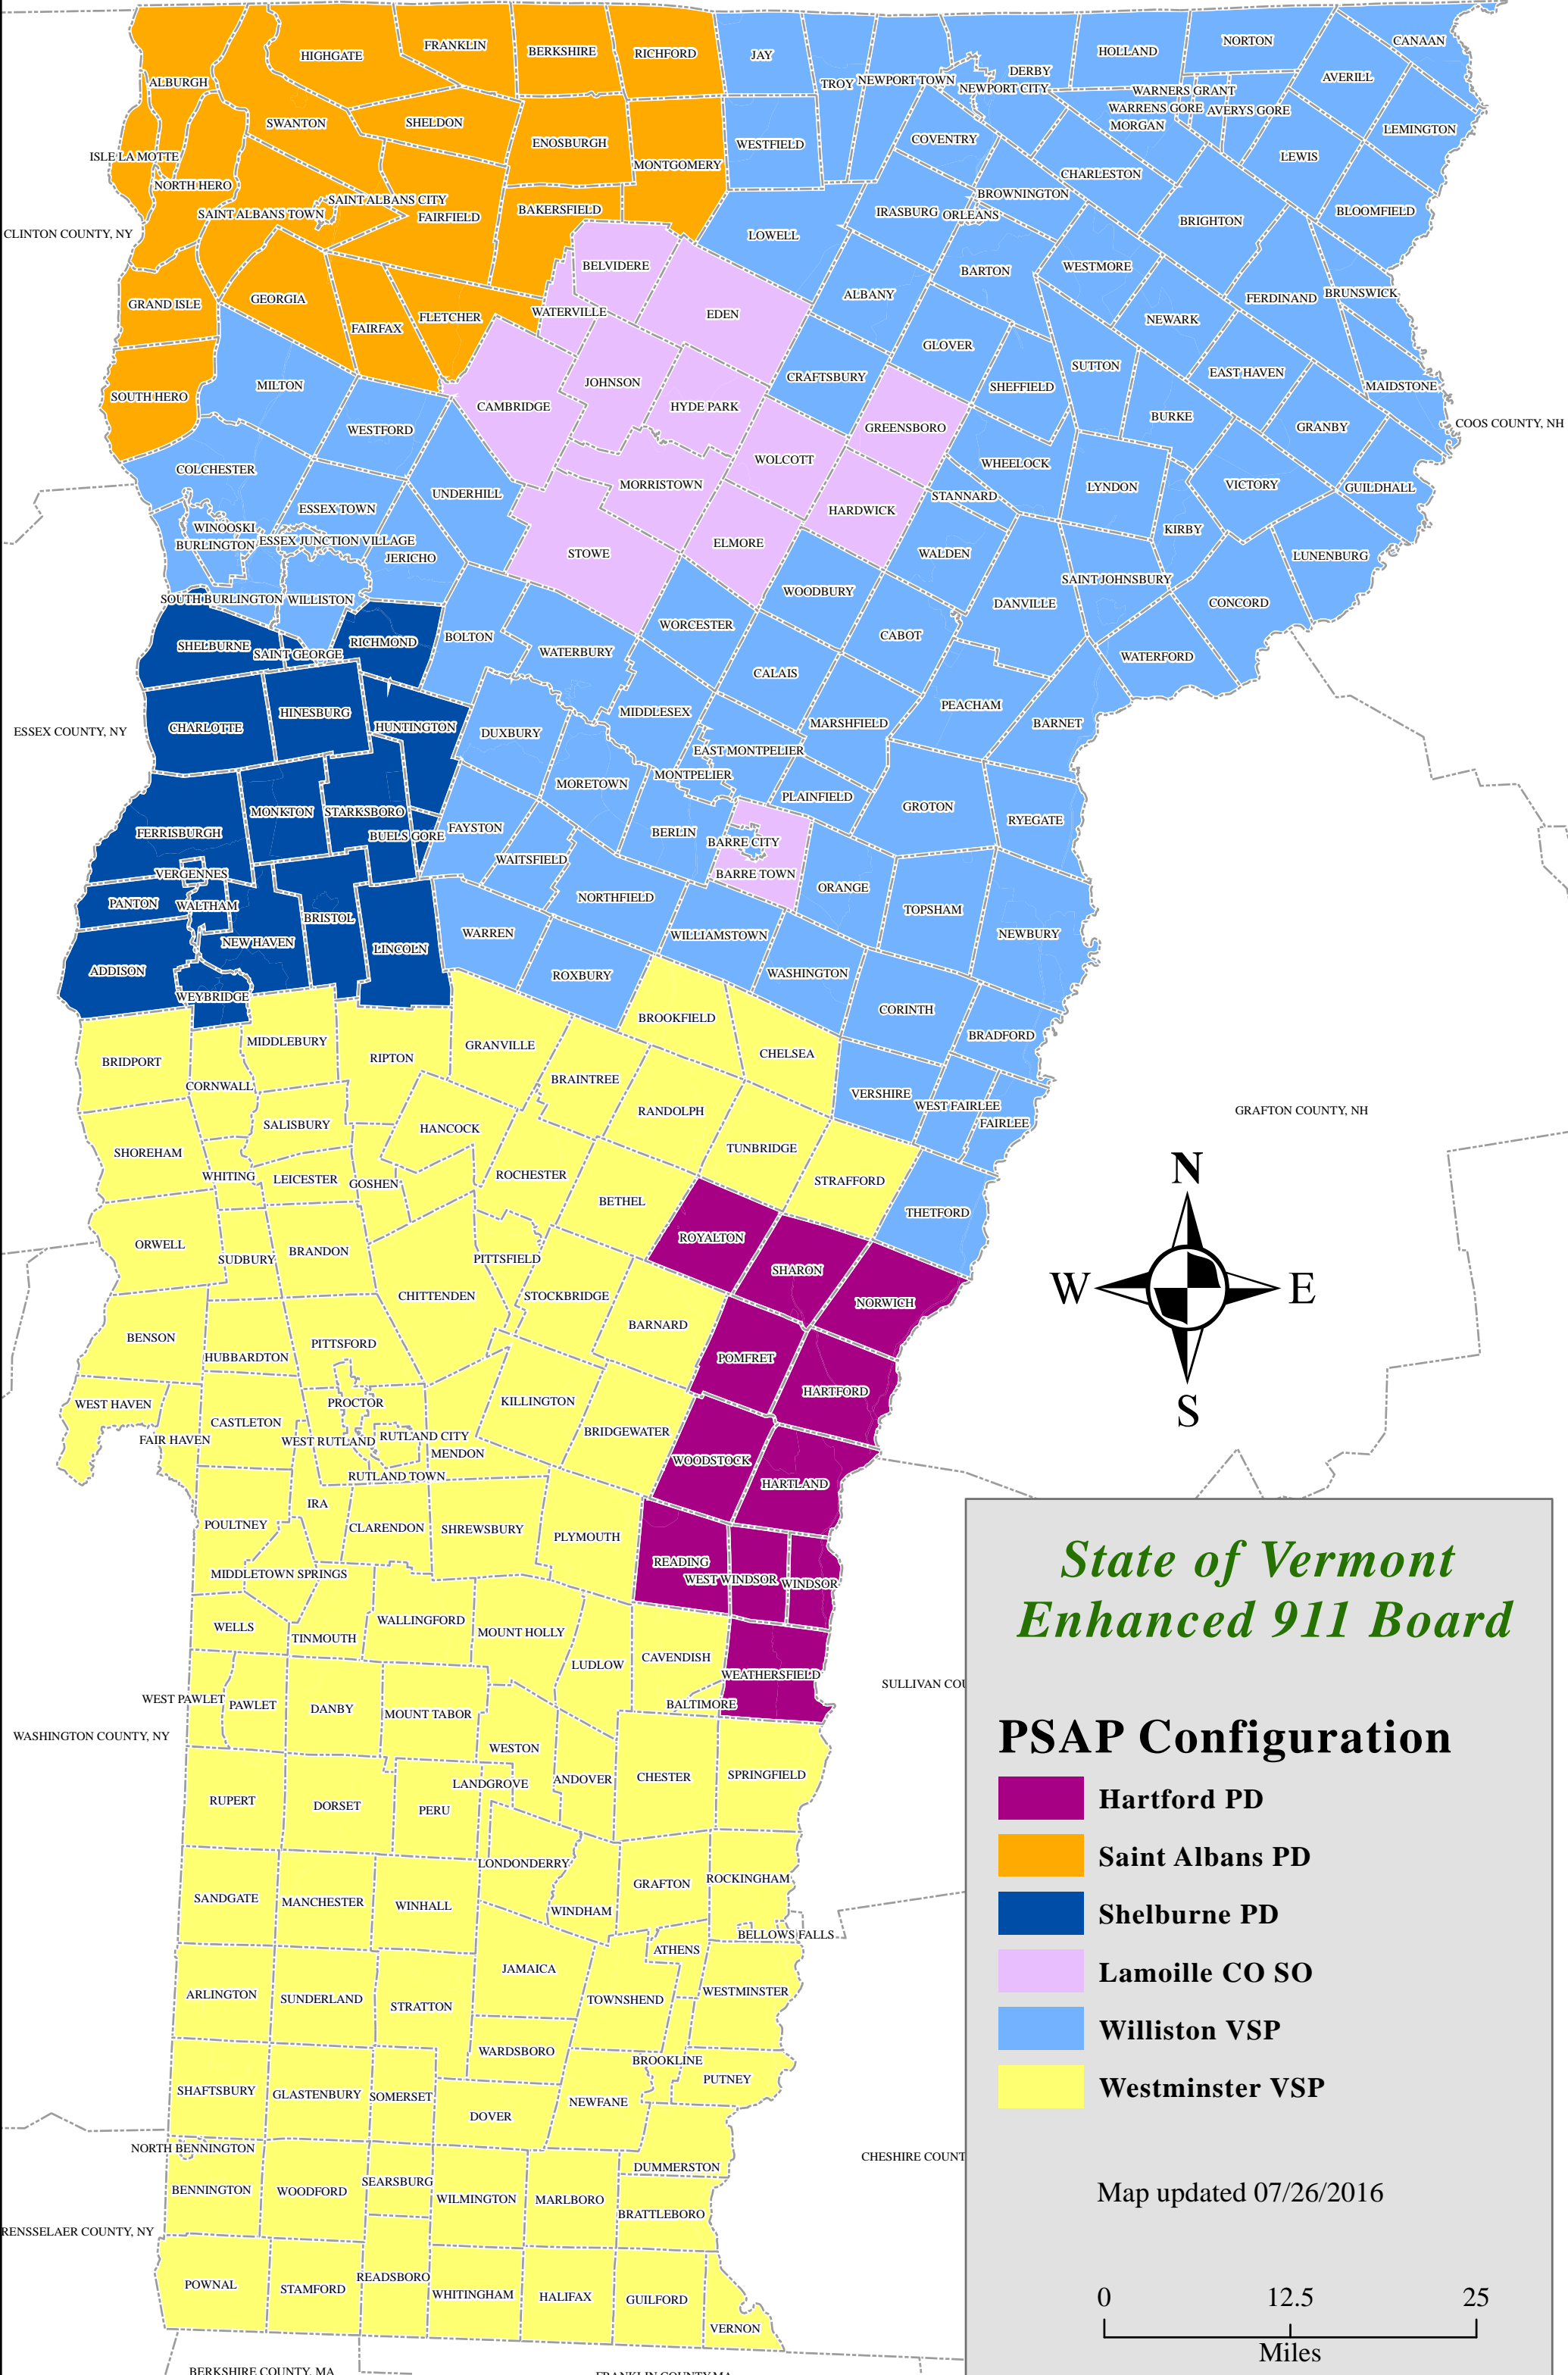 HIGHGATE
FRANKLIN
BERKSHIRE
RICHFORD
JAY
TROY
NEWPORT TOWN
NEWPORT CITY
DERBY
HOLLAND
NORTON
CANAAN
AVERILL
ALBURGH
WARNERS GRANT
WARRENS GORE
AVERYS GORE
MORGAN
LEMINGTON
SWANTON
SHELDON
ENOSBURGH
MONTGOMERY
WESTFIELD
COVENTRY
LEWIS
ISLE LA MOTTE
NORTH HERO
CHARLESTON
BROWNINGTON
SAINT ALBANS TOWN
SAINT ALBANS CITY
FAIRFIELD
BAKERSFIELD
IRASBURG
ORLEANS
BRIGHTON
BLOOMFIELD
CLINTON COUNTY, NY
LOWELL
BELVIDERE
BARTON
WESTMORE
GRAND ISLE
GEORGIA
FAIRFAX
FLETCHER
WATERVILLE
EDEN
ALBANY
NEWARK
FERDINAND
BRUNSWICK
GLOVER
MILTON
SOUTH HERO
JOHNSON
HYDE PARK
CRAFTSBURY
SHEFFIELD
SUTTON
EAST HAVEN
MAIDSTONE
CAMBRIDGE
WESTFORD
GREENSBORO
BURKE
GRANBY
COOS COUNTY, NH
COLCHESTER
WOLCOTT
WHEELOCK
LYNDON
VICTORY
GUILDHALL
UNDERHILL
MORRISTOWN
STANNARD
ESSEX TOWN
HARDWICK
WINOOSKI
BURLINGTON
ESSEX JUNCTION VILLAGE
JERICHO
STOWE
ELMORE
WALDEN
KIRBY
LUNENBURG
SAINT JOHNSBURY
SOUTH BURLINGTON
WILLISTON
WOODBURY
DANVILLE
CONCORD
SHELBURNE
SAINT GEORGE
RICHMOND
BOLTON
WORCESTER
CABOT
WATERBURY
WATERFORD
CALAIS
CHARLOTTE
HINESBURG
HUNTINGTON
ESSEX COUNTY, NY
DUXBURY
MIDDLESEX
MARSHFIELD
PEACHAM
BARNET
EAST MONTPELIER
MONTPELIER
MORETOWN
PLAINFIELD
GROTON
RYEGATE
FERRISBURGH
MONKTON
STARKSBORO
BUELS GORE
FAYSTON
BERLIN
BARRE CITY
WAITSFIELD
BARRE TOWN
VERGENNES
ORANGE
PANTON
WALTHAM
BRISTOL
NORTHFIELD
TOPSHAM
NEW HAVEN
LINCOLN
WARREN
WILLIAMSTOWN
NEWBURY
ADDISON
ROXBURY
WASHINGTON
WEYBRIDGE
CORINTH
BROOKFIELD
BRADFORD
MIDDLEBURY
BRIDPORT
RIPTON
GRANVILLE
CHELSEA
CORNWALL
BRAINTREE
VERSHIRE
WEST FAIRLEE
FAIRLEE
RANDOLPH
GRAFTON COUNTY, NH
SALISBURY
HANCOCK
TUNBRIDGE
SHOREHAM
WHITING
LEICESTER
GOSHEN
ROCHESTER
STRAFFORD
BETHEL
THETFORD
ORWELL
SUDBURY
BRANDON
PITTSFIELD
ROYALTON
SHARON
CHITTENDEN
STOCKBRIDGE
NORWICH
BENSON
HUBBARDTON
PITTSFORD
BARNARD
POMFRET
HARTFORD
WEST HAVEN
PROCTOR
KILLINGTON
FAIR HAVEN
CASTLETON
WEST RUTLAND
RUTLAND CITY
MENDON
BRIDGEWATER
RUTLAND TOWN
WOODSTOCK
HARTLAND
IRA
POULTNEY
CLARENDON
SHREWSBURY
PLYMOUTH
READING
WEST WINDSOR
WINDSOR
MIDDLETOWN SPRINGS
WELLS
TINMOUTH
WALLINGFORD
MOUNT HOLLY
LUDLOW
CAVENDISH
WEATHERSFIELD
BALTIMORE
SULLIVAN COU
WEST PAWLET
PAWLET
DANBY
MOUNT TABOR
WASHINGTON COUNTY, NY
WESTON
LANDGROVE
ANDOVER
CHESTER
SPRINGFIELD
RUPERT
DORSET
PERU
LONDONDERRY
SANDGATE
MANCHESTER
WINHALL
WINDHAM
GRAFTON
ROCKINGHAM
BELLOWS FALLS
ATHENS
JAMAICA
ARLINGTON
SUNDERLAND
STRATTON
TOWNSHEND
WESTMINSTER
WARDSBORO
BROOKLINE
PUTNEY
SHAFTSBURY
GLASTENBURY
SOMERSET
DOVER
NEWFANE
NORTH BENNINGTON
CHESHIRE COUNT
DUMMERSTON
BENNINGTON
WOODFORD
SEARSBURG
WILMINGTON
MARLBORO
BRATTLEBORO
RENSSELAER COUNTY, NY
POWNAL
STAMFORD
READSBORO
WHITINGHAM
HALIFAX
GUILFORD
VERNON
BERKSHIRE COUNTY, MA
FRANKLIN COUNTY MA
N
W
E
S
State of Vermont
Enhanced 911 Board
PSAP Configuration
Hartford PD
Saint Albans PD
Shelburne PD
Lamoille CO SO
Williston VSP
Westminster VSP
Map updated 07/26/2016
0 12.5 25
Miles